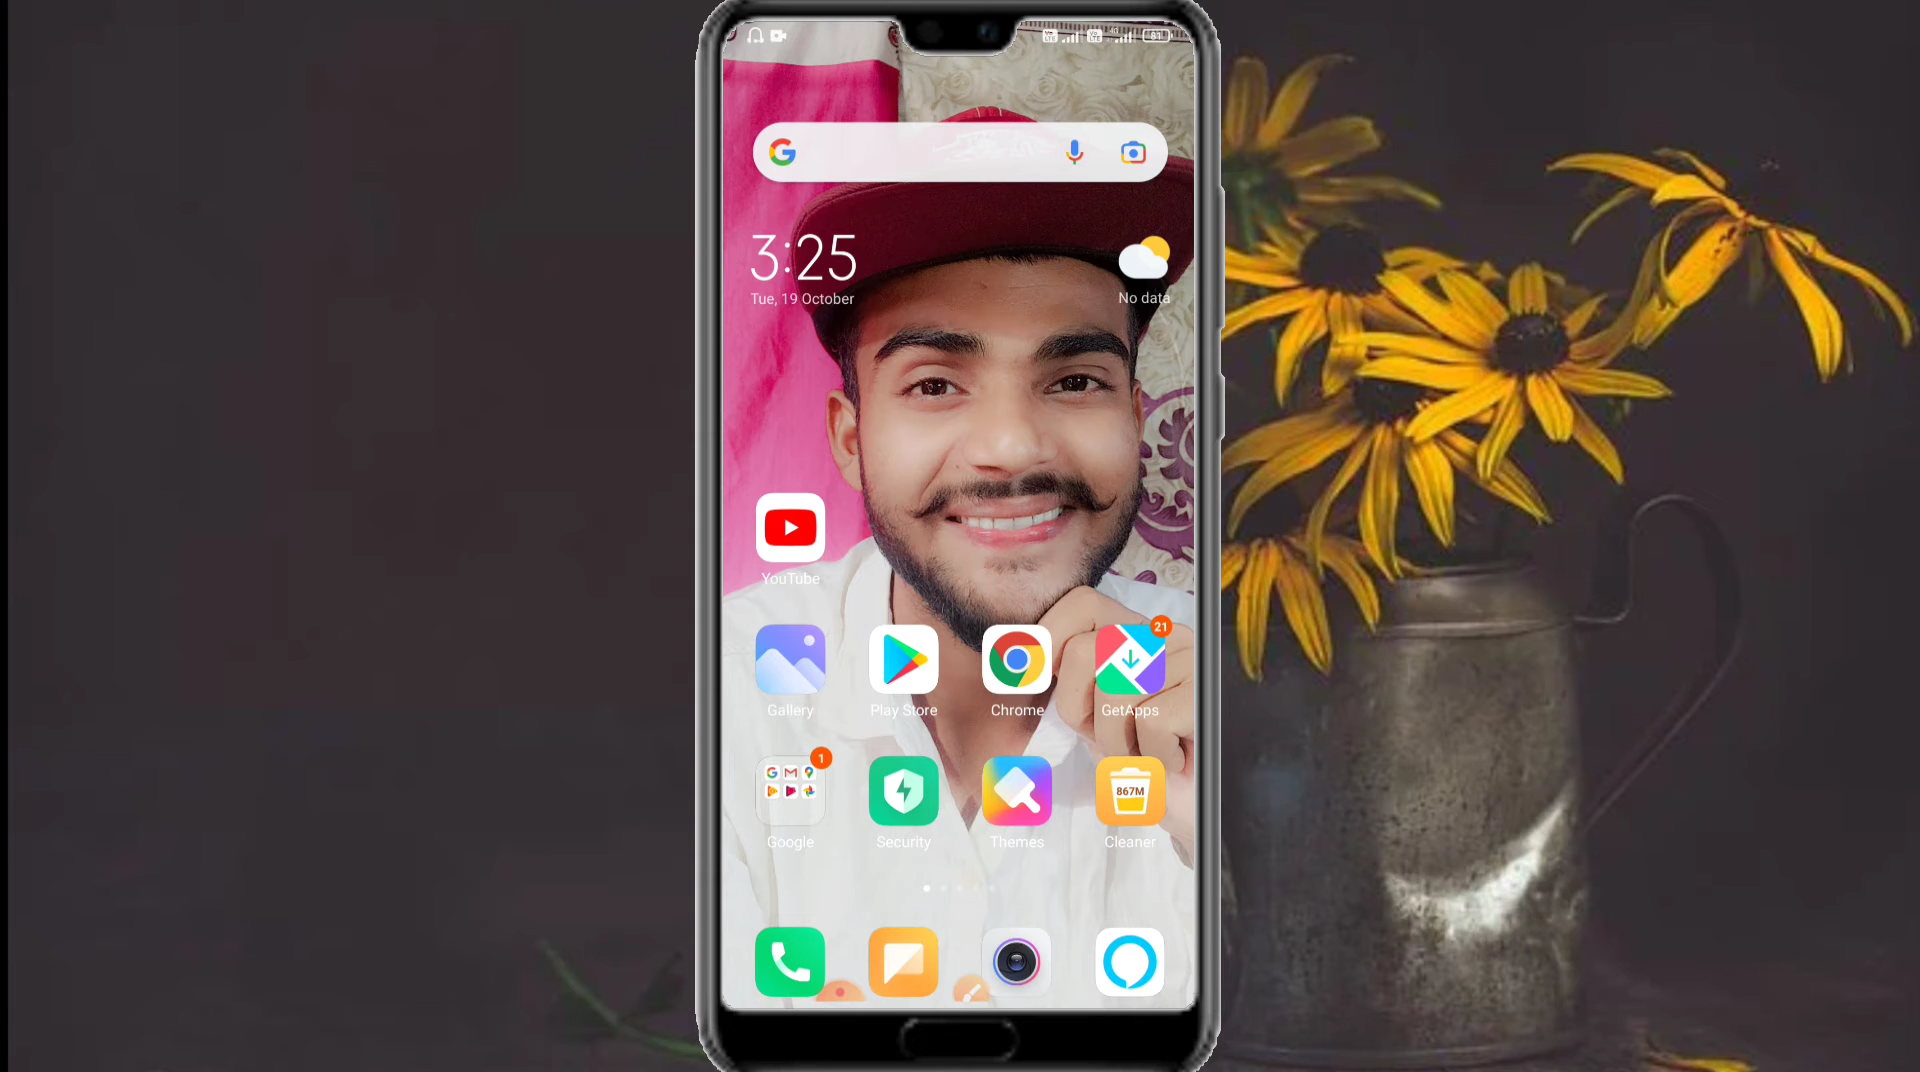 81
3:25
Tue, 19 October
No data
YouTube
21
Gallery
Play Store
Chrome
GetApps
1
867M
Google
Security
Themes
Cleaner